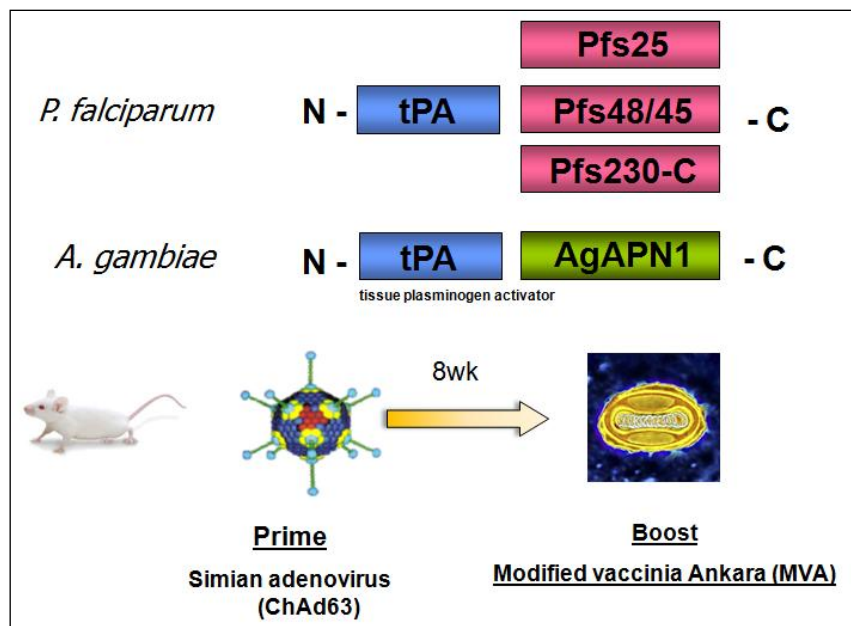 Pfs25
P. falciparum N - tPA Pfs48/45 - C
Pfs230-C
A. gambiae N - tPA AgAPN1 - C
tissue plasminogen activator
8wk
Prime
Simian adenovirus
(ChAd63)
Boost
Modified vaccinia Ankara (MVA)